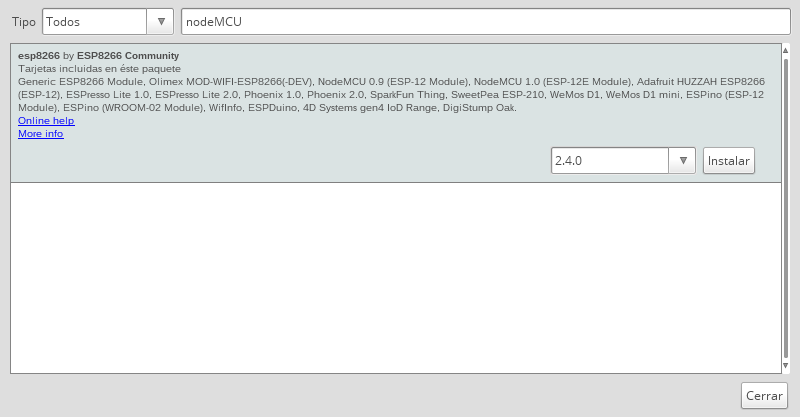 Tipo Todos nodeMCU
esp8266 by ESP8266 Community
Tarjetas incluidas en éste paquete
Generic ESP8266 Module, Olimex MOD-WIFI-ESP8266(-DEV), NodeMCU 0.9 (ESP-12 Module), NodeMCU 1.0 (ESP-12E Module), Adafruit HUZZAH ESP8266
(ESP-12), ESPresso Lite 1.0, ESPresso Lite 2.0, Phoenix 1.0, Phoenix 2.0, SparkFun Thing, SweetPea ESP-210, WeMos D1, WeMos D1 mini, ESPino (ESP-12
Module), ESPino (WROOM-02 Module), WifInfo, ESPDuino, 4D Systems gen4 IoD Range, DigiStump Oak.
Online help
More info
2.4.0 Instalar
Cerrar